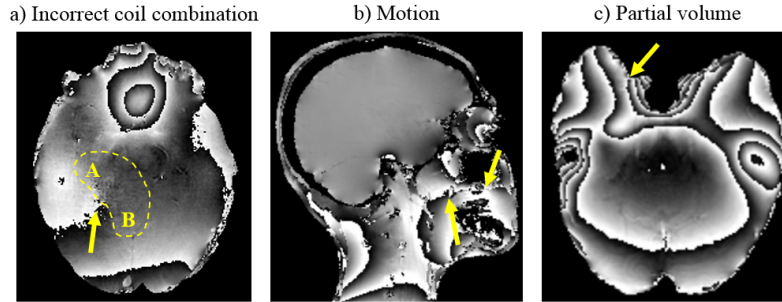 a) Incorrect coil combination
b) Motion
c) Partial volume
A
B